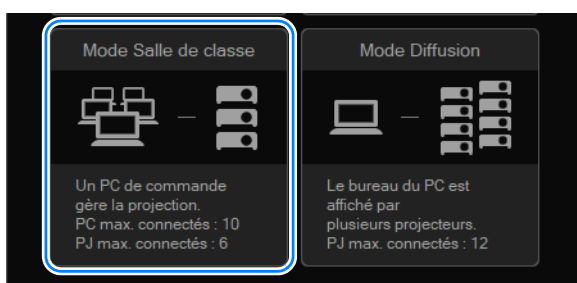 Mode Salle de classe
Un PC de commande
gère la projection.
PC max. connectés : 10
PJ max. connectés : 6
Mode Diffusion
Le bureau du PC est
affiché par
plusieurs projecteurs.
PJ max. connectés : 12